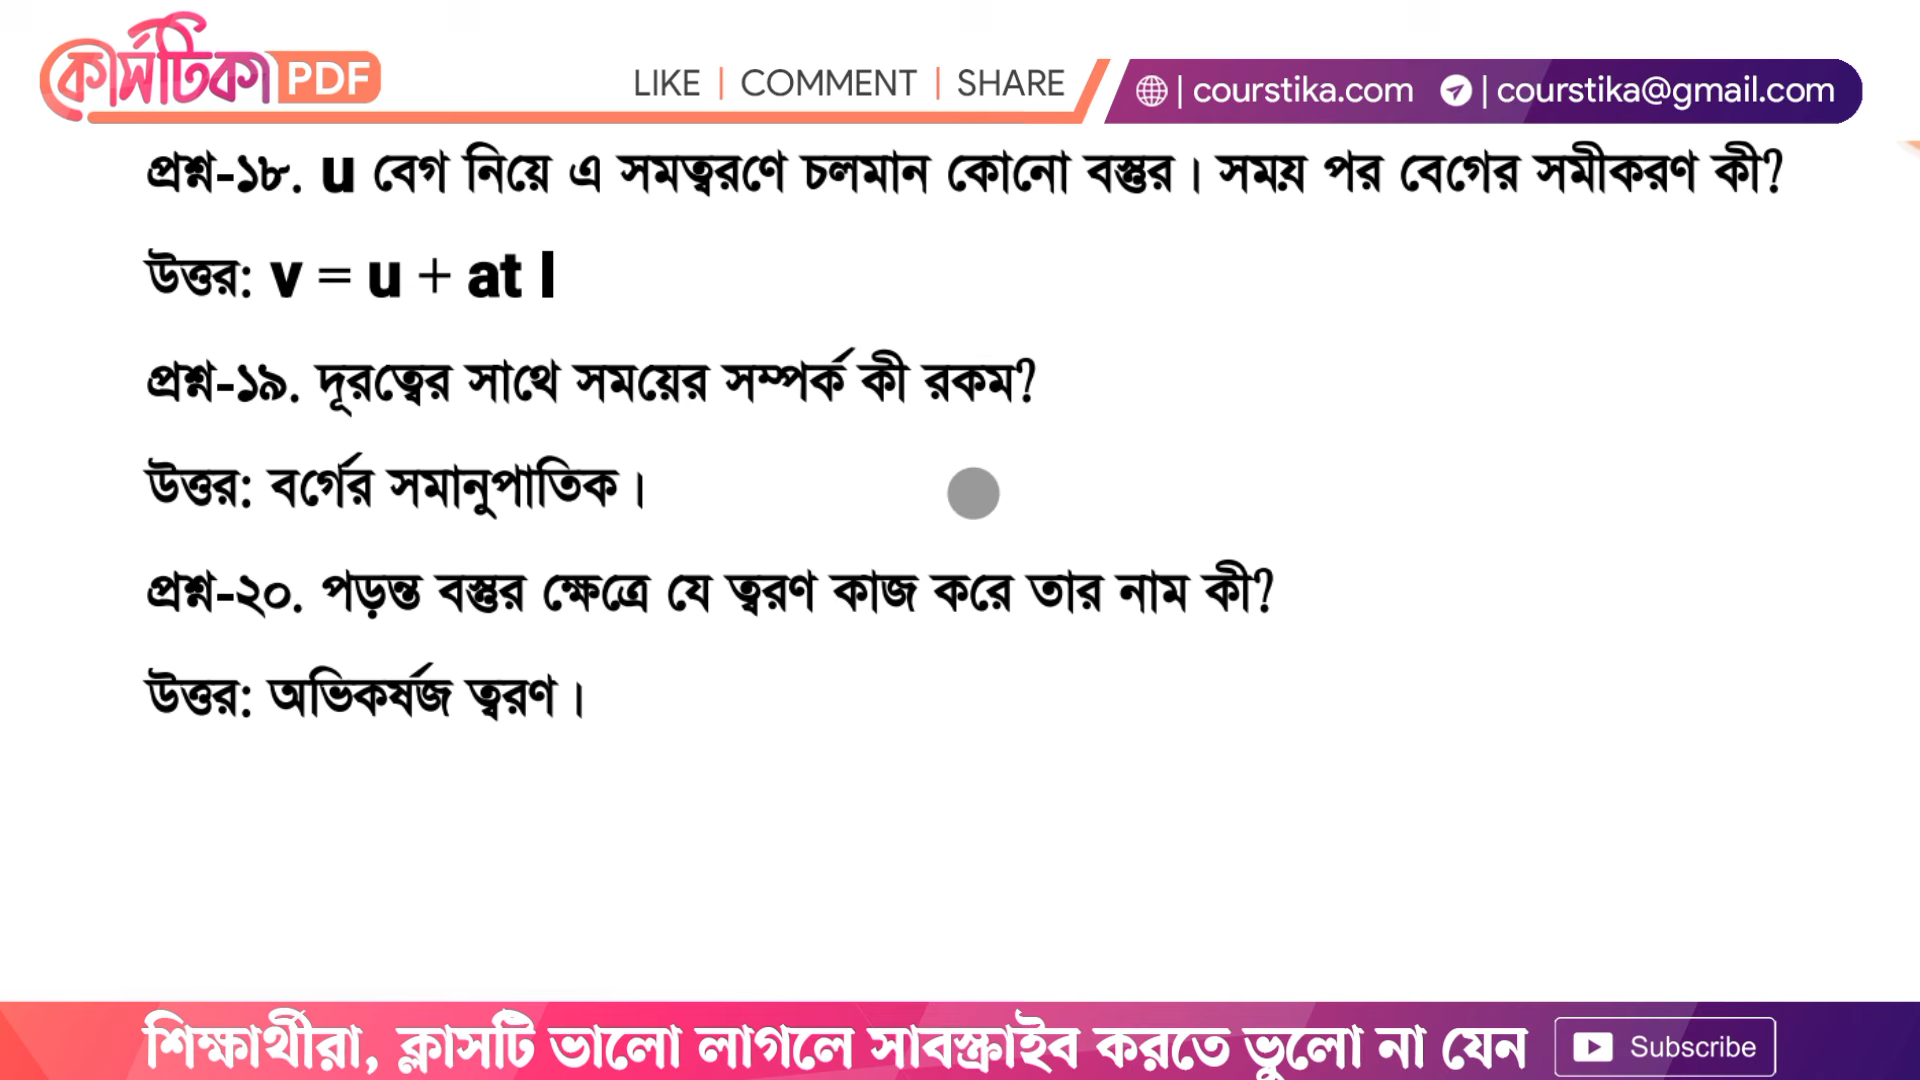 কোর্সটিকা PDF
LIKE | COMMENT | SHARE
| courstika.com | courstika@gmail.com
প্রশ্ন-১৮. u বেগ নিয়ে এ সমত্বরণে চলমান কোনো বস্তুর। সময় পর বেগের সমীকরণ কী?
উত্তর: v = u + at l
প্রশ্ন-১৯. দূরত্বের সাথে সময়ের সম্পর্ক কী রকম?
উত্তর: বর্গের সমানুপাতিক।
প্রশ্ন-২০. পড়ন্ত বস্তুর ক্ষেত্রে যে ত্বরণ কাজ করে তার নাম কী?
উত্তর: অভিকর্ষজ ত্বরণ।
শিক্ষার্থীরা, ক্লাসটি ভালো লাগলে সাবস্ক্রাইব করতে ভুলো না যেন
Subscribe